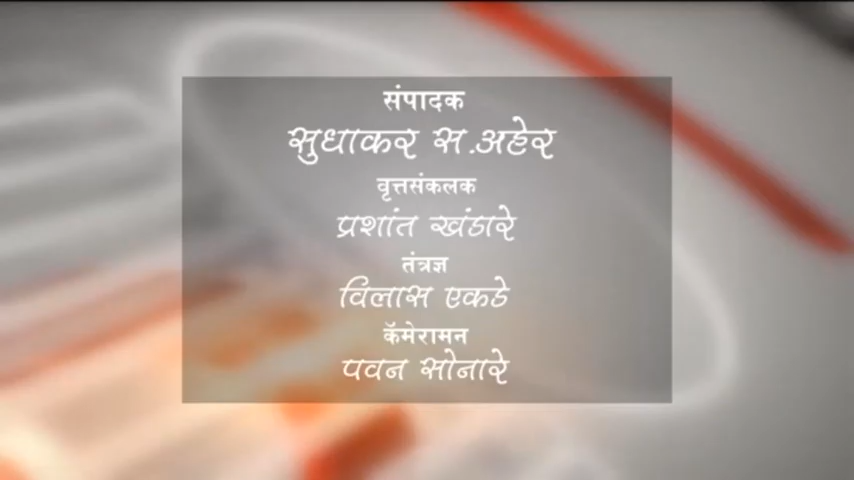 संपादक
सुधाकर स.अहेर
वृत्तसंकलक
प्रशांत खंडारे
तंत्रज्ञ
विलास एकडे
कॅमेरामन
पवन सोनारे